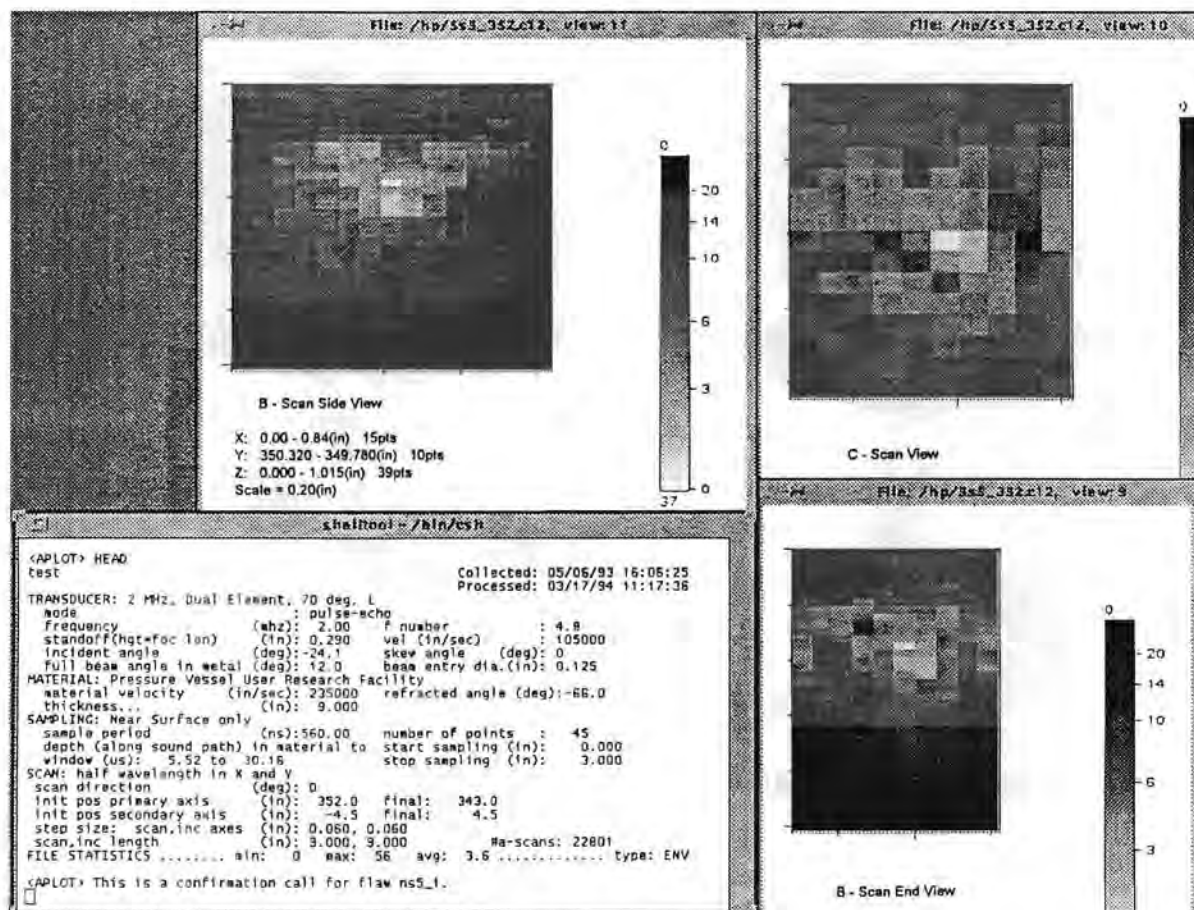 File: /hp/Ss5_352.c12, view:11
0
20
14
10
6
3
0
37
B - Scan Side View
X: 0.00 - 0.84(in) 15pts
Y: 350.320 - 349.780(in) 10pts
Z: 0.000 - 1.015(in) 39pts
Scale = 0.20(in)
File: /hp/Ss5_352.c12, view:10
0
C - Scan View
shelltool - /bin/csh
<APLOT> HEAD
test
Collected: 05/06/93 16:06:25
Processed: 03/17/94 11:17:36
TRANSDUCER: 2 MHz, Dual Element, 70 deg, L
mode : pulse-echo
frequency (mhz): 2.00 f number : 4.8
standoff(hgt=foc len) (in): 0.290 vel (in/sec) : 105000
incident angle (deg):-24.1 skew angle (deg): 0
full beam angle in metal (deg): 12.0 beam entry dia.(in): 0.125
MATERIAL: Pressure Vessel User Research Facility
material velocity (in/sec): 235000 refracted angle (deg):-66.0
thickness... (in): 9.000
SAMPLING: Near Surface only
sample period (ns):560.00 number of points : 45
depth (along sound path) in material to start sampling (in): 0.000
window (us): 5.52 to 30.16 stop sampling (in): 3.000
SCAN: half wavelength in X and Y
scan direction (deg): 0
init pos primary axis (in): 352.0 final: 343.0
init pos secondary axis (in): -4.5 final: 4.5
step size: scan,inc axes (in): 0.060, 0.060
scan,inc length (in): 9.000, 9.000 #a-scans: 22801
FILE STATISTICS ........ min: 0 max: 56 avg: 3.6 ............. type: ENV
<APLOT> This is a confirmation call for flaw ns5_1.
File: /hp/Ss5_352.c12, view:9
0
20
14
10
6
3
B - Scan End View